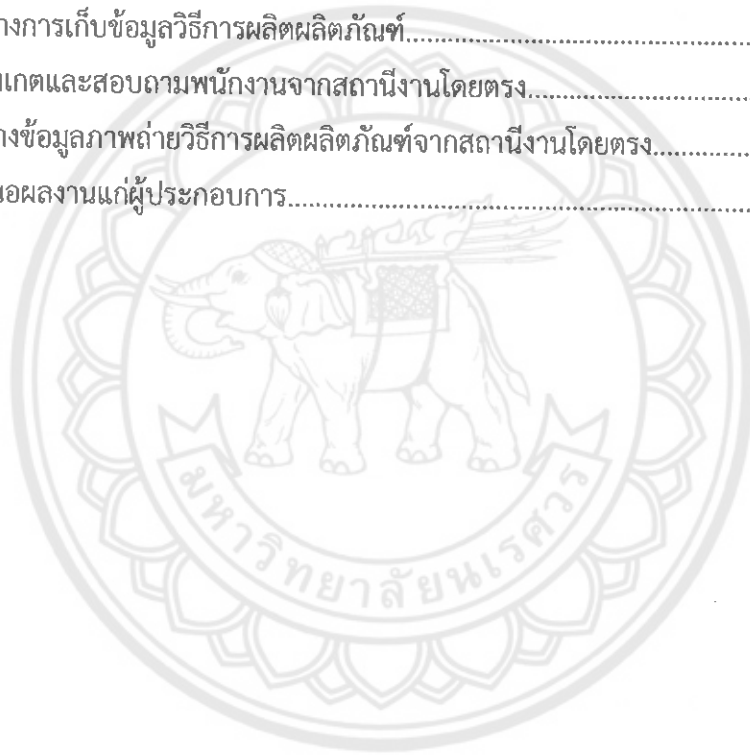 างการเก็บข้อมูลวิธีการผลิตผลิตภัณฑ์
เกตและสอบถามพนักงานจากสถานีงานโดยตรง
างข้อมูลภาพถ่ายวิธีการผลิตผลิตภัณฑ์จากสถานีงานโดยตรง
อผลงานแก่ผู้ประกอบการ
มหาวิทยาลัยนเรศวร